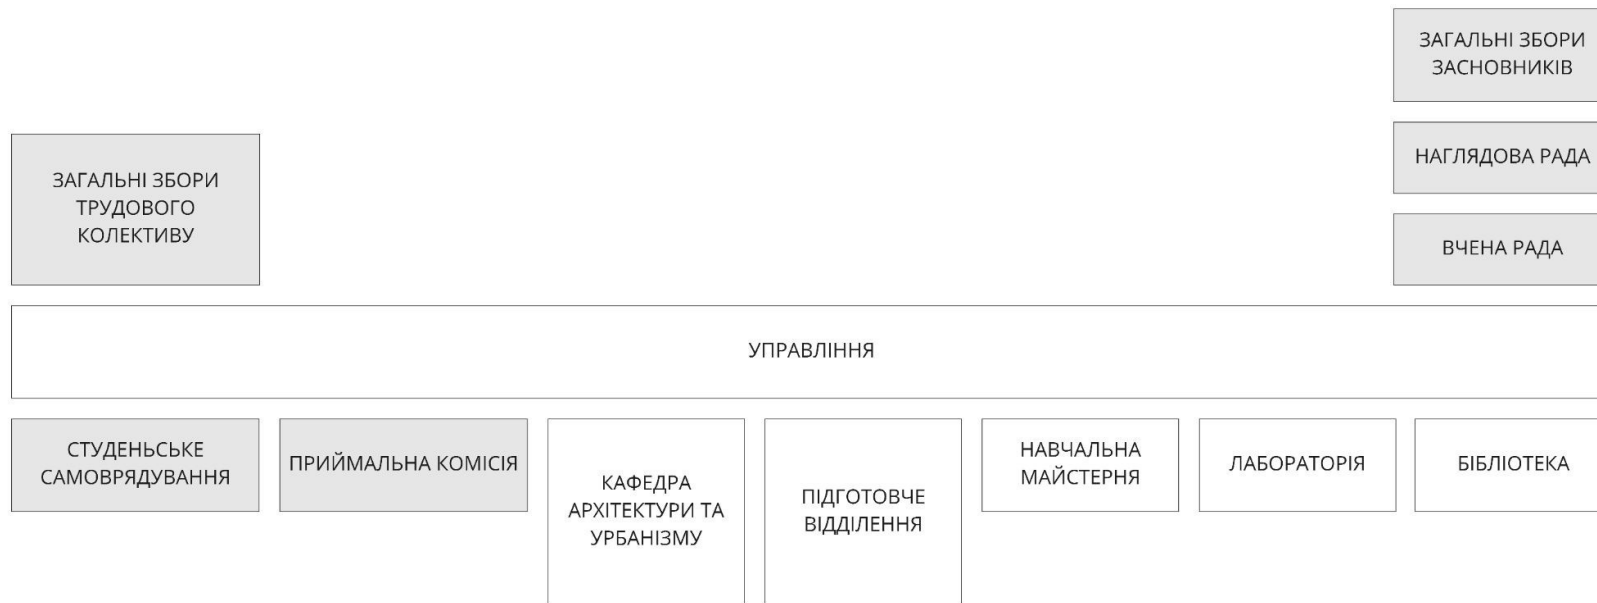 ЗАГАЛЬНІ ЗБОРИ
ЗАСНОВНИКІВ
НАГЛЯДОВА РАДА
ВЧЕНА РАДА
ЗАГАЛЬНІ ЗБОРИ
ТРУДОВОГО
КОЛЕКТИВУ
УПРАВЛІННЯ
СТУДЕНЬСЬКЕ
САМОВРЯДУВАННЯ
ПРИЙМАЛЬНА КОМІСІЯ
КАФЕДРА
АРХІТЕКТУРИ ТА
УРБАНІЗМУ
ПІДГОТОВЧЕ
ВІДДІЛЕННЯ
НАВЧАЛЬНА
МАЙСТЕРНЯ
ЛАБОРАТОРІЯ
БІБЛІОТЕКА